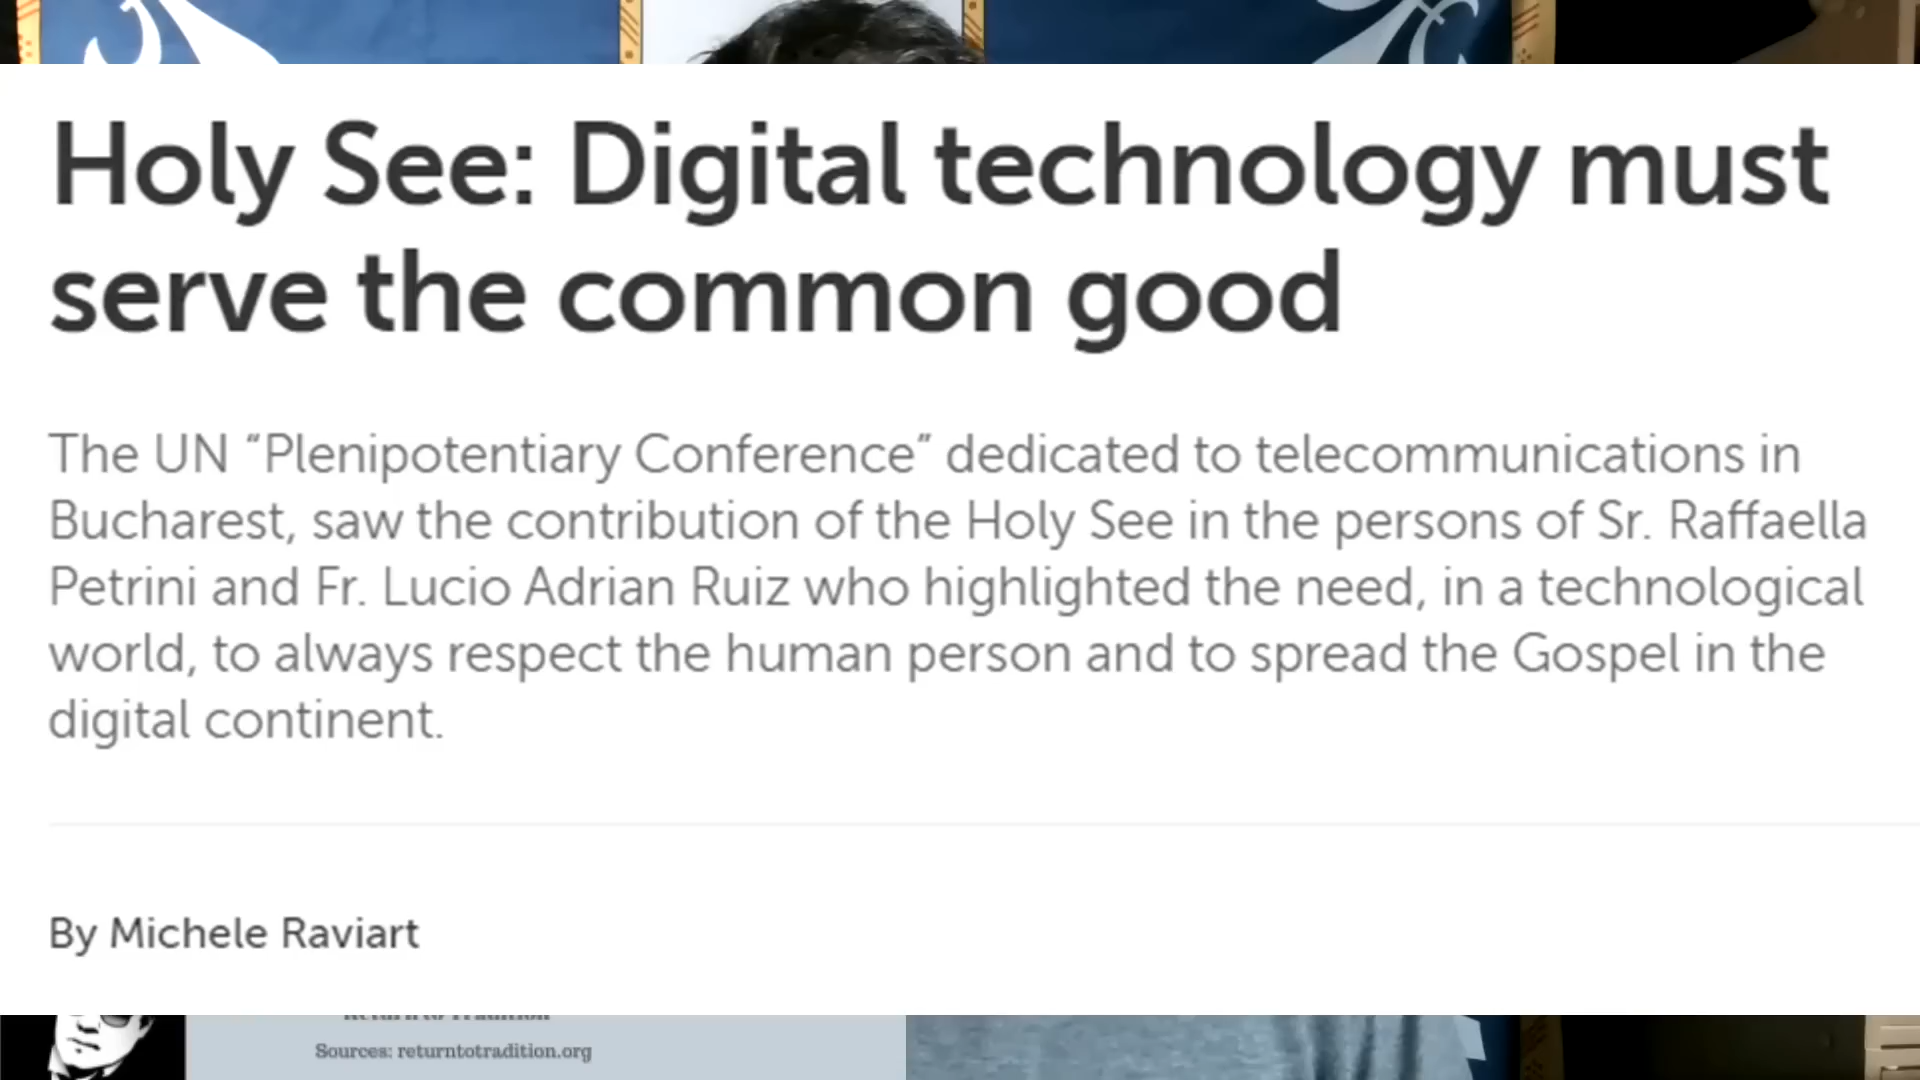 Holy See: Digital technology must
serve the common good
The UN “Plenipotentiary Conference” dedicated to telecommunications in
Bucharest, saw the contribution of the Holy See in the persons of Sr. Raffaella
Petrini and Fr. Lucio Adrian Ruiz who highlighted the need, in a technological
world, to always respect the human person and to spread the Gospel in the
digital continent.
By Michele Raviart
Return to Tradition
Sources: returntotradition.org